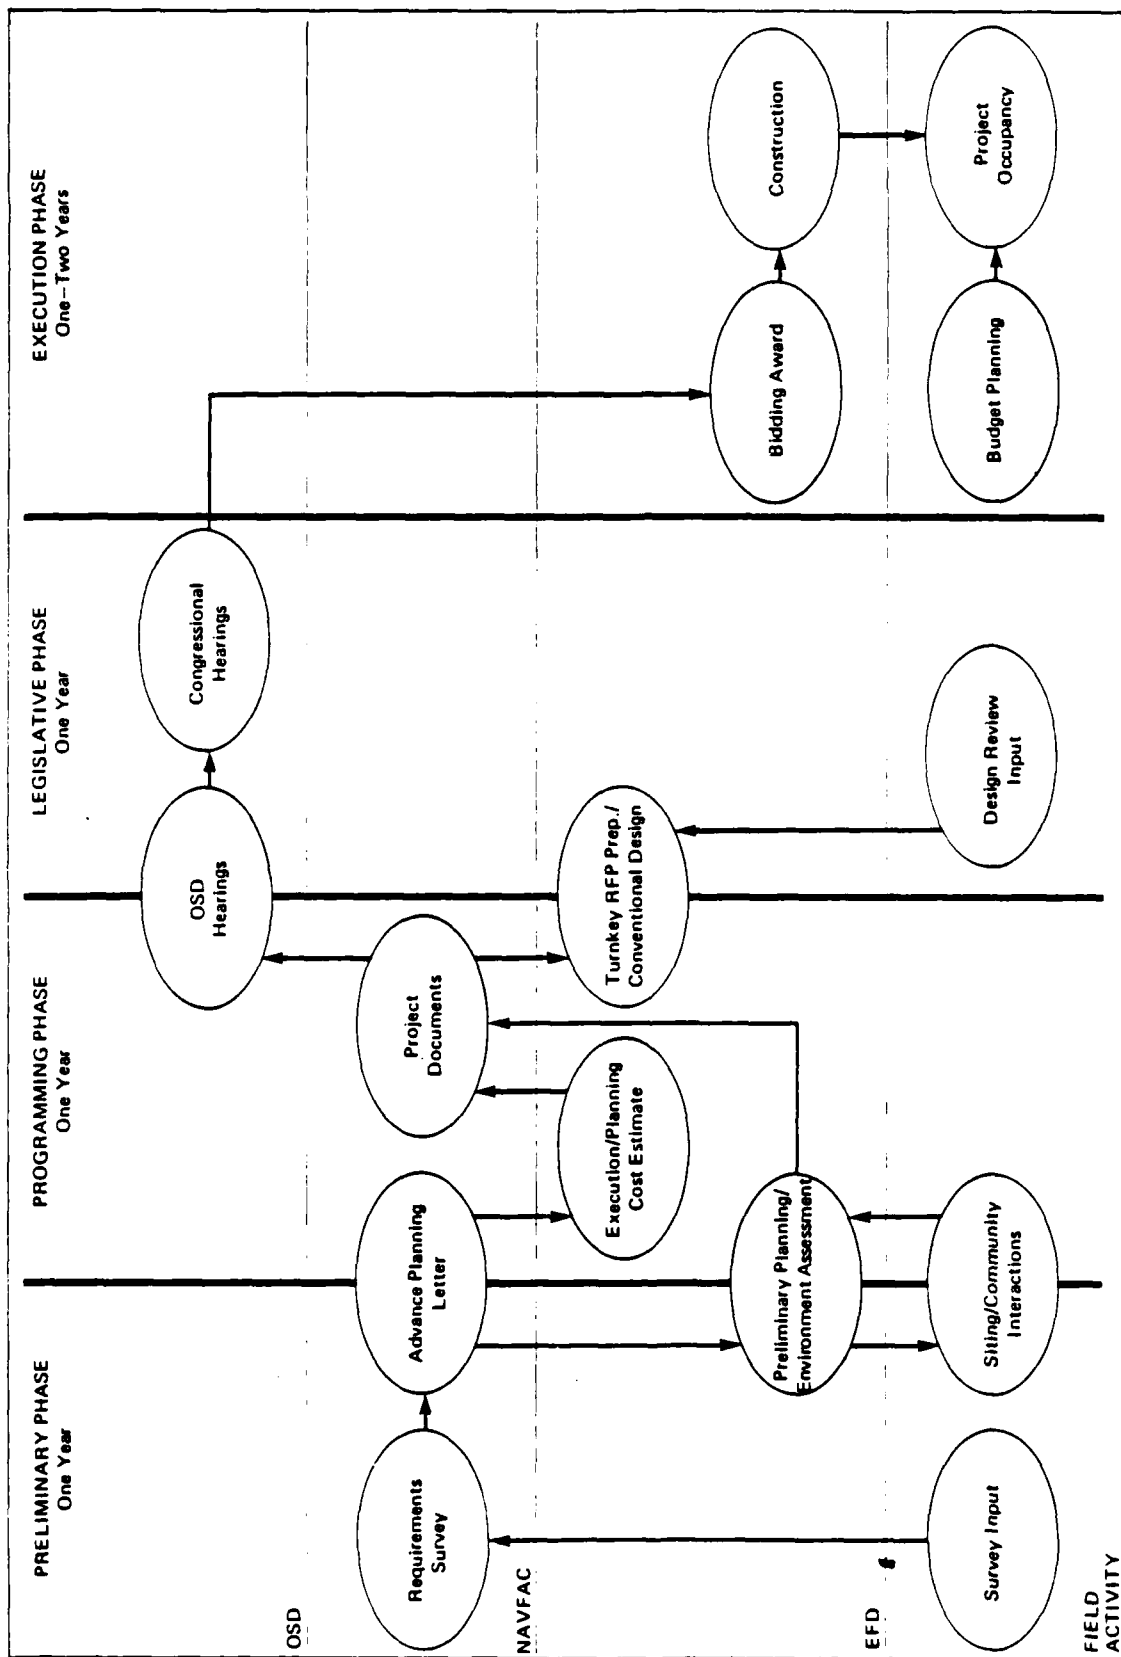 PRELIMINARY PHASE
One Year
PROGRAMMING PHASE
One Year
LEGISLATIVE PHASE
One Year
EXECUTION PHASE
One–Two Years
OSD
Hearings
Congressional
Hearings
OSD
Requirements
Survey
Advance Planning
Letter
Project
Documents
NAVFAC
Execution/Planning
Cost Estimate
Turnkey RFP Prep./
Conventional Design
Preliminary Planning/
Environment Assessment
Bidding Award
Construction
EFD
Survey Input
Siting/Community
Interactions
Design Review
Input
Budget Planning
Project
Occupancy
FIELD
ACTIVITY